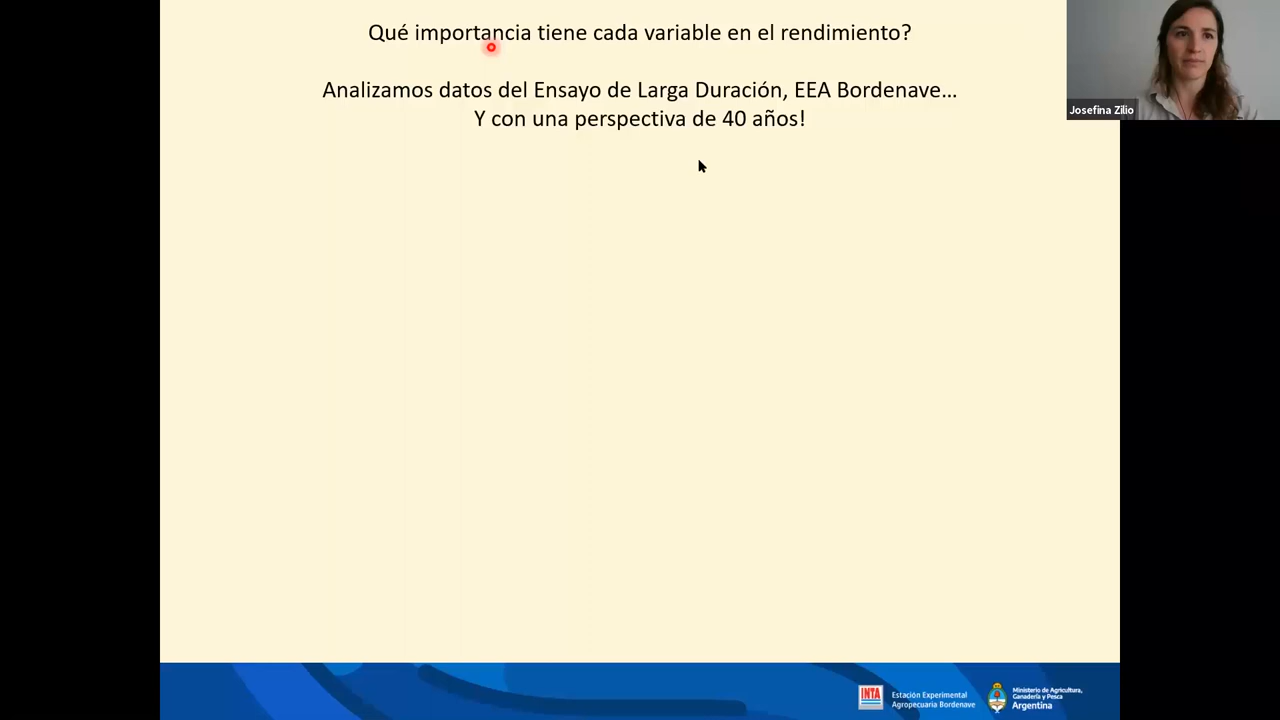 Qué importancia tiene cada variable en el rendimiento?
Analizamos datos del Ensayo de Larga Duración, EEA Bordenave...
Y con una perspectiva de 40 años!
Josefina Zilio
INTA
Estación Experimental
Agropecuaria Bordenave
Ministerio de Agricultura,
Ganadería y Pesca
Argentina